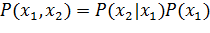 P(x₁, x₂) = P(x₂|x₁)P(x₁)